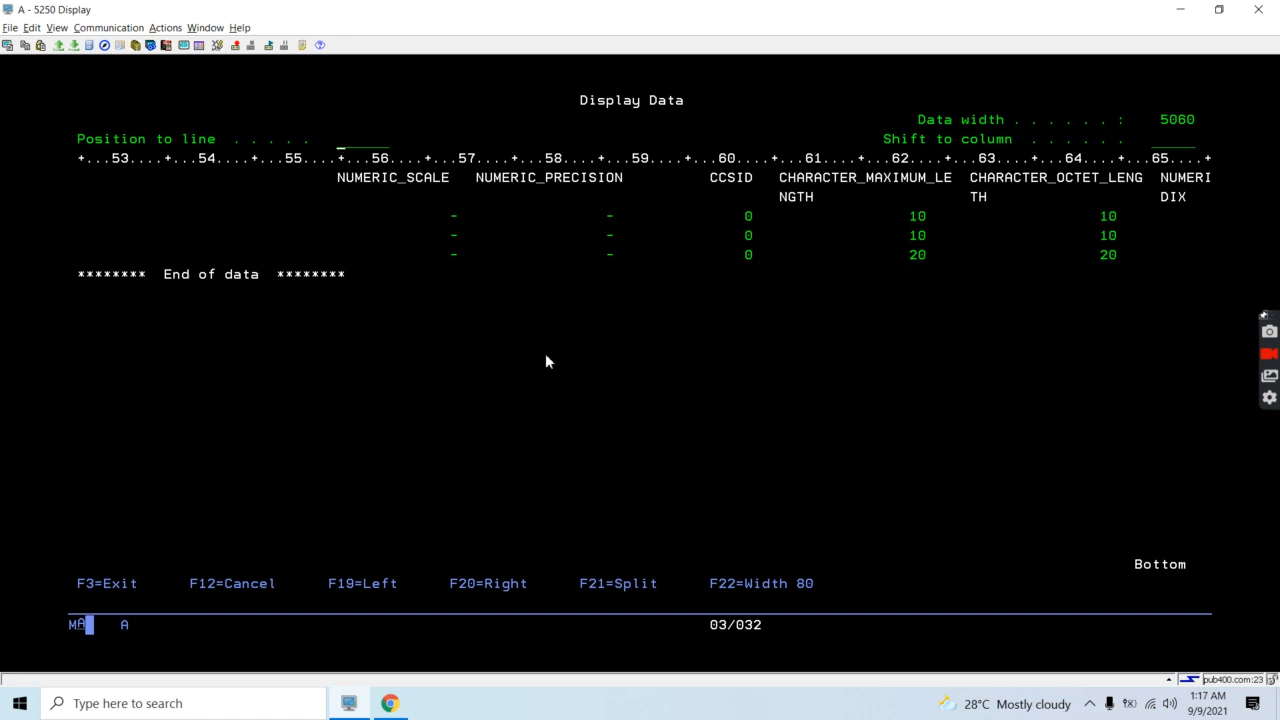 A - 5250 Display
File Edit View Communication Actions Window Help
Display Data
Data width . . . . . . : 5060
Position to line . . . . . Shift to column . . . . . .
+...53....+...54....+...55....+...56....+...57....+...58....+...59....+...60....+...61....+...62....+...63....+...64....+...65....+
NUMERIC_SCALE NUMERIC_PRECISION CCSID CHARACTER_MAXIMUM_LE CHARACTER_OCTET_LENG NUMERI
NGTH TH DIX
- - 0 10 10
- - 0 10 10
- - 0 20 20
******** End of data ********
Bottom
F3=Exit F12=Cancel F19=Left F20=Right F21=Split F22=Width 80
MA A 03/032
pub400.com:23
Type here to search
28°C Mostly cloudy
1:17 AM
9/9/2021